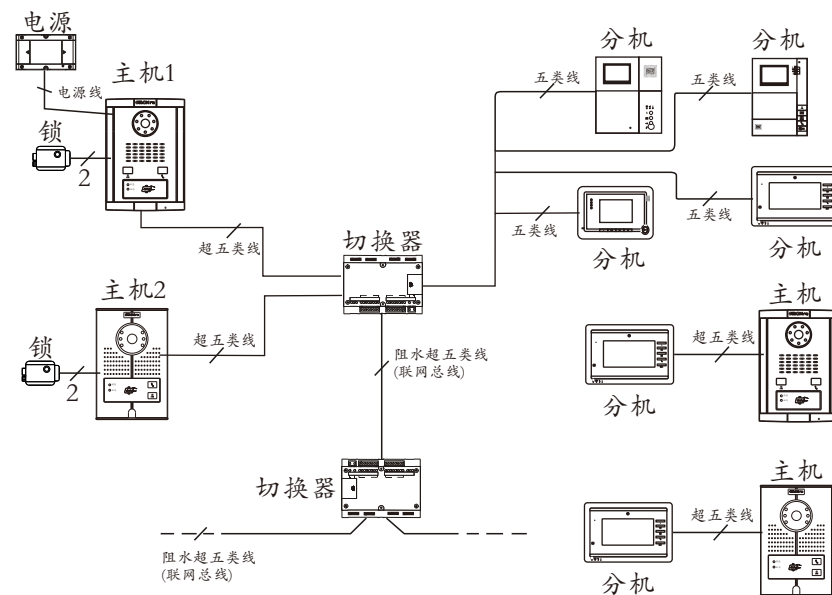 电源
主机1
电源线
锁
2
超五类线
主机2
锁
2
超五类线
切换器
阻水超五类线
(联网总线)
切换器
阻水超五类线
(联网总线)
分机
五类线
分机
五类线
五类线
分机
五类线
分机
主机
超五类线
分机
主机
超五类线
分机